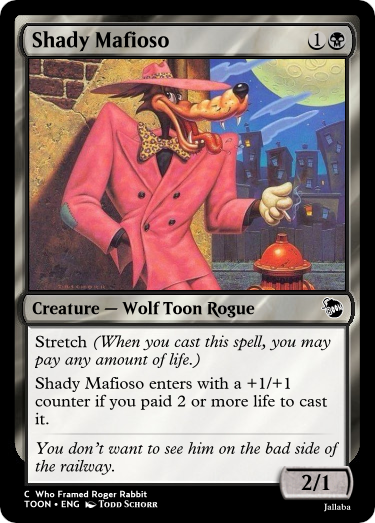 Shady Mafioso 1
Creature — Wolf Toon Rogue
Stretch (When you cast this spell, you may
pay any amount of life.)
Shady Mafioso enters with a +1/+1
counter if you paid 2 or more life to cast
it.
You don't want to see him on the bad side of
the railway.
2/1
C Who Framed Roger Rabbit
TOON • ENG Todd Schorr
Jallaba